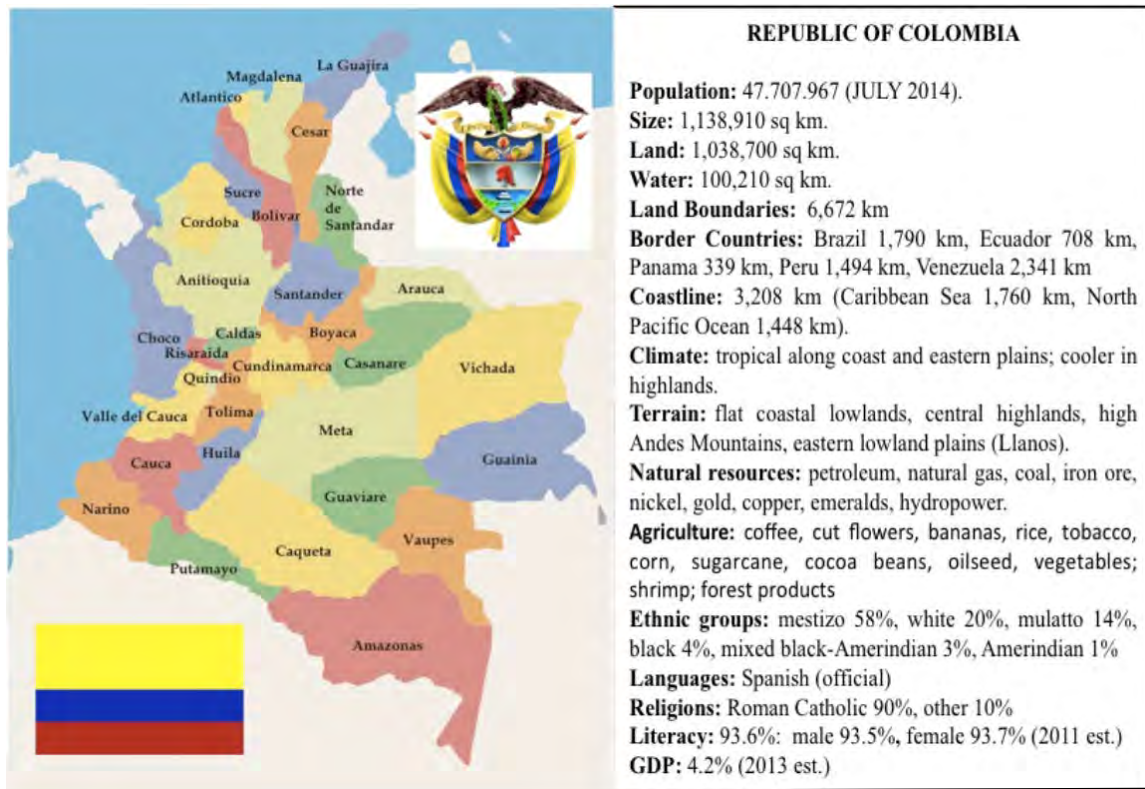 La Guajira
Magdalena
Atlantico
Cesar
Sucre
Norte
de
Santandar
Bolivar
Cordoba
Anitioquia
Santander
Arauca
Choco
Caldas
Boyaca
Risaraida
Cundinamarca
Casanare
Vichada
Quindio
Valle del Cauca
Tolima
Meta
Huila
Guainia
Cauca
Guaviare
Narino
Vaupes
Caqueta
Putamayo
Amazonas
REPUBLIC OF COLOMBIA
Population: 47.707.967 (JULY 2014).
Size: 1,138,910 sq km.
Land: 1,038,700 sq km.
Water: 100,210 sq km.
Land Boundaries: 6,672 km
Border Countries: Brazil 1,790 km, Ecuador 708 km,
Panama 339 km, Peru 1,494 km, Venezuela 2,341 km
Coastline: 3,208 km (Caribbean Sea 1,760 km, North
Pacific Ocean 1,448 km).
Climate: tropical along coast and eastern plains; cooler in
highlands.
Terrain: flat coastal lowlands, central highlands, high
Andes Mountains, eastern lowland plains (Llanos).
Natural resources: petroleum, natural gas, coal, iron ore,
nickel, gold, copper, emeralds, hydropower.
Agriculture: coffee, cut flowers, bananas, rice, tobacco,
corn, sugarcane, cocoa beans, oilseed, vegetables;
shrimp; forest products
Ethnic groups: mestizo 58%, white 20%, mulatto 14%,
black 4%, mixed black-Amerindian 3%, Amerindian 1%
Languages: Spanish (official)
Religions: Roman Catholic 90%, other 10%
Literacy: 93.6%: male 93.5%, female 93.7% (2011 est.)
GDP: 4.2% (2013 est.)